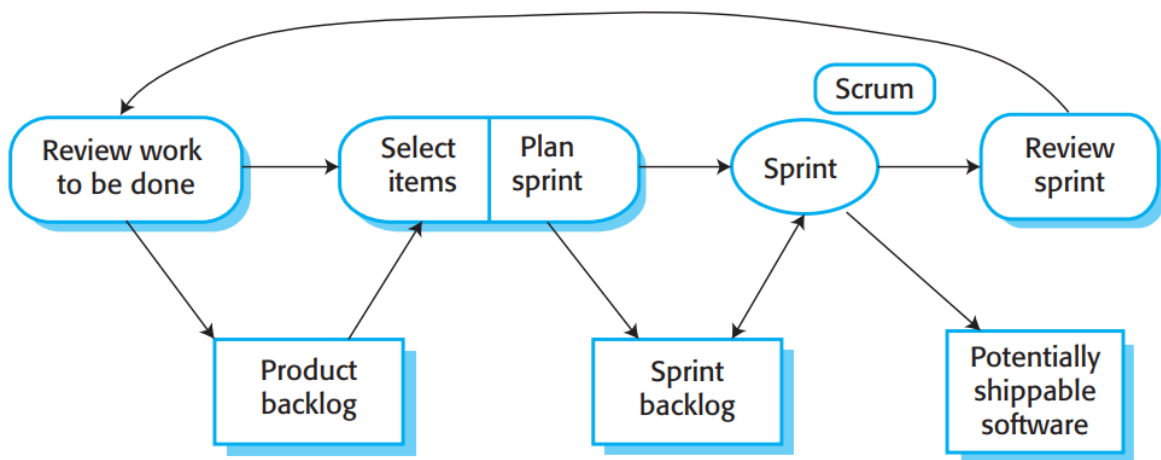 Scrum
Review work
to be done
Select
items
Plan
sprint
Sprint
Review
sprint
Product
backlog
Sprint
backlog
Potentially
shippable
software